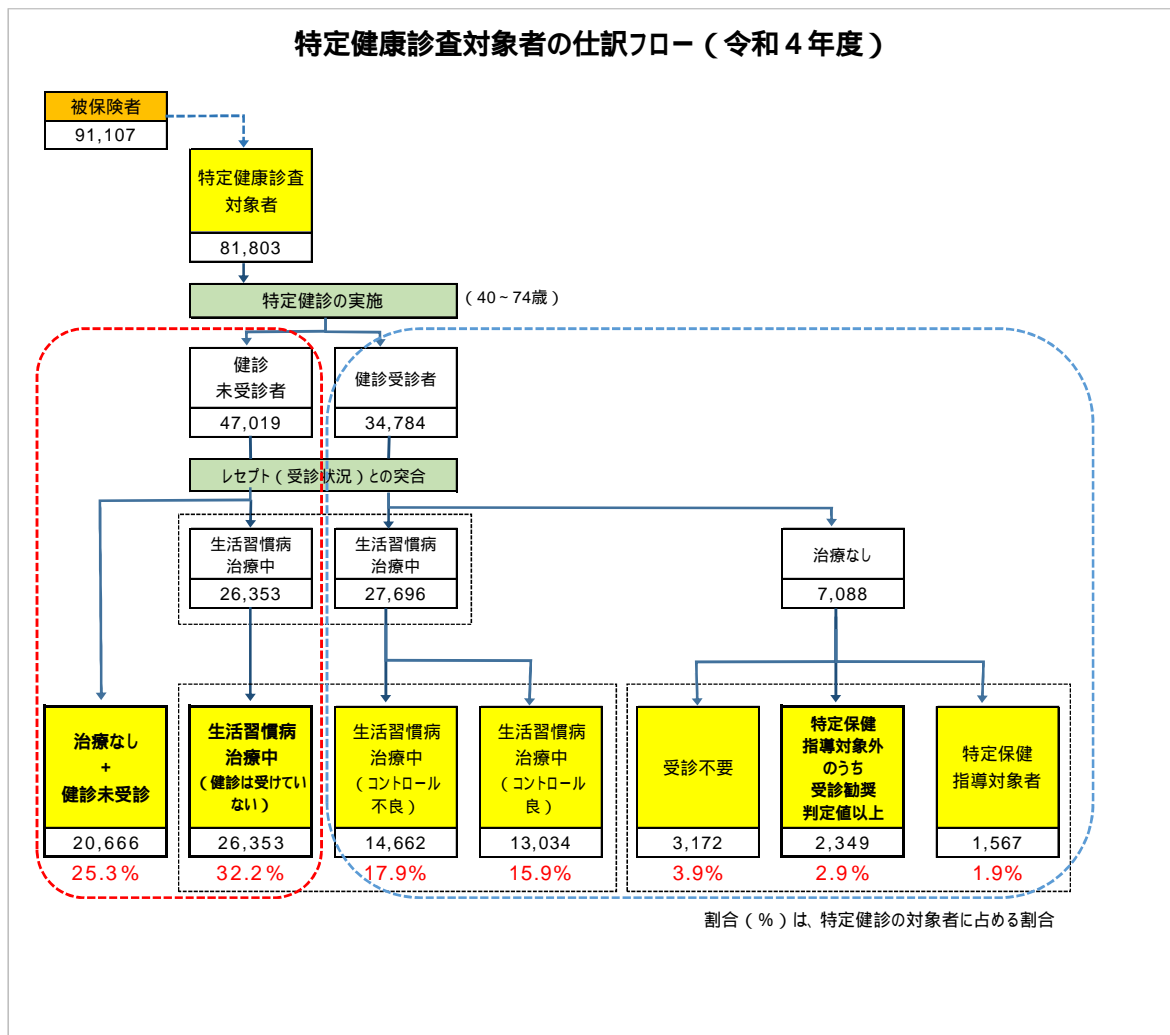 特定健康診査対象者の仕訳フロー（令和４年度）
被保険者
91,107
特定健康診査
対象者
81,803
特定健診の実施
（40～74歳）
健診
未受診者
47,019
健診受診者
34,784
レセプト（受診状況）との突合
生活習慣病
治療中
26,353
生活習慣病
治療中
27,696
治療なし
7,088
治療なし
+
健診未受診
20,666
25.3%
生活習慣病
治療中
（健診は受けてい
ない）
26,353
32.2%
生活習慣病
治療中
（コントロール
不良）
14,662
17.9%
生活習慣病
治療中
（コントロール
良）
13,034
15.9%
受診不要
3,172
3.9%
特定保健
指導対象外
のうち
受診勧奨
判定値以上
2,349
2.9%
特定保健
指導対象者
1,567
1.9%
割合（％）は、特定健診の対象者に占める割合